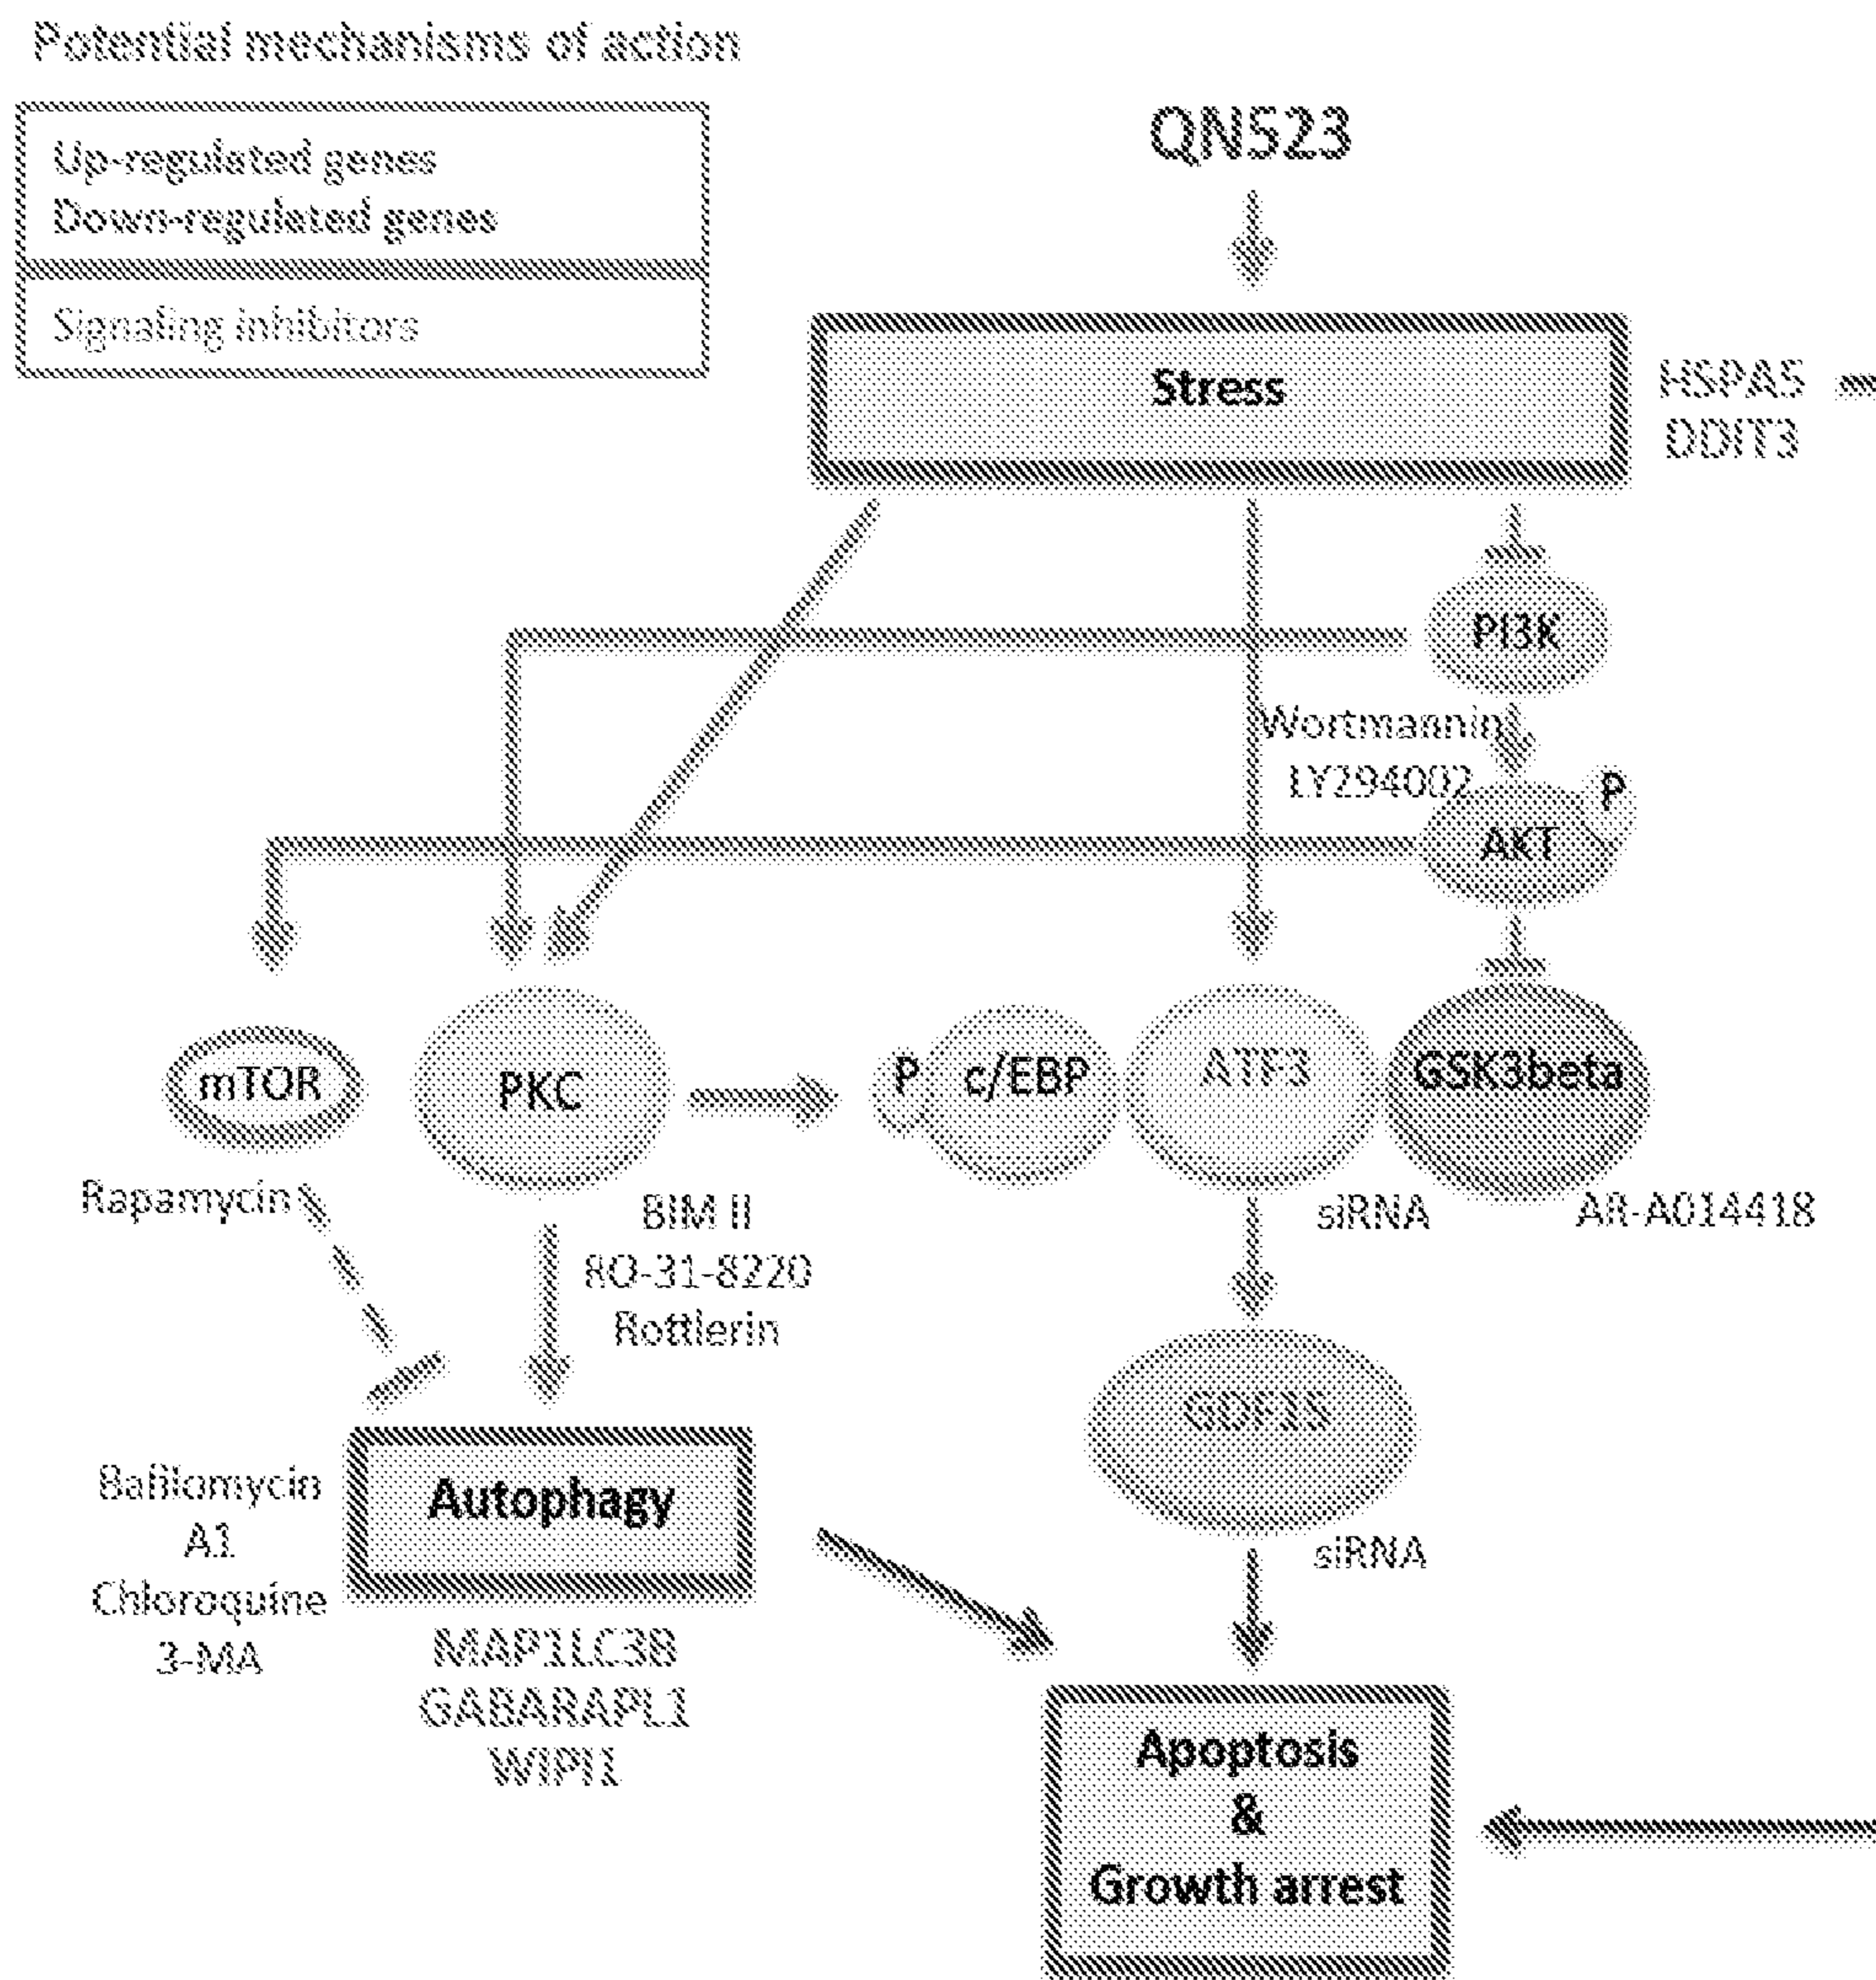 Potential mechanisms of action
Up-regulated genes
Down-regulated genes
Signaling inhibitors
QN523
Stress
HSPA5
DDIT3
PI3K
Wortmannin
LY294002
P
AKT
mTOR
PKC
P
c/EBP
ATF3
GSK3beta
Rapamycin
BIM II
RO-31-8220
Rottlerin
siRNA
AR-A014418
GDF15
siRNA
Autophagy
Bafilomycin
A1
Chloroquine
3-MA
MAP1LC3B
GABARAPL1
WIPI1
Apoptosis
&
Growth arrest